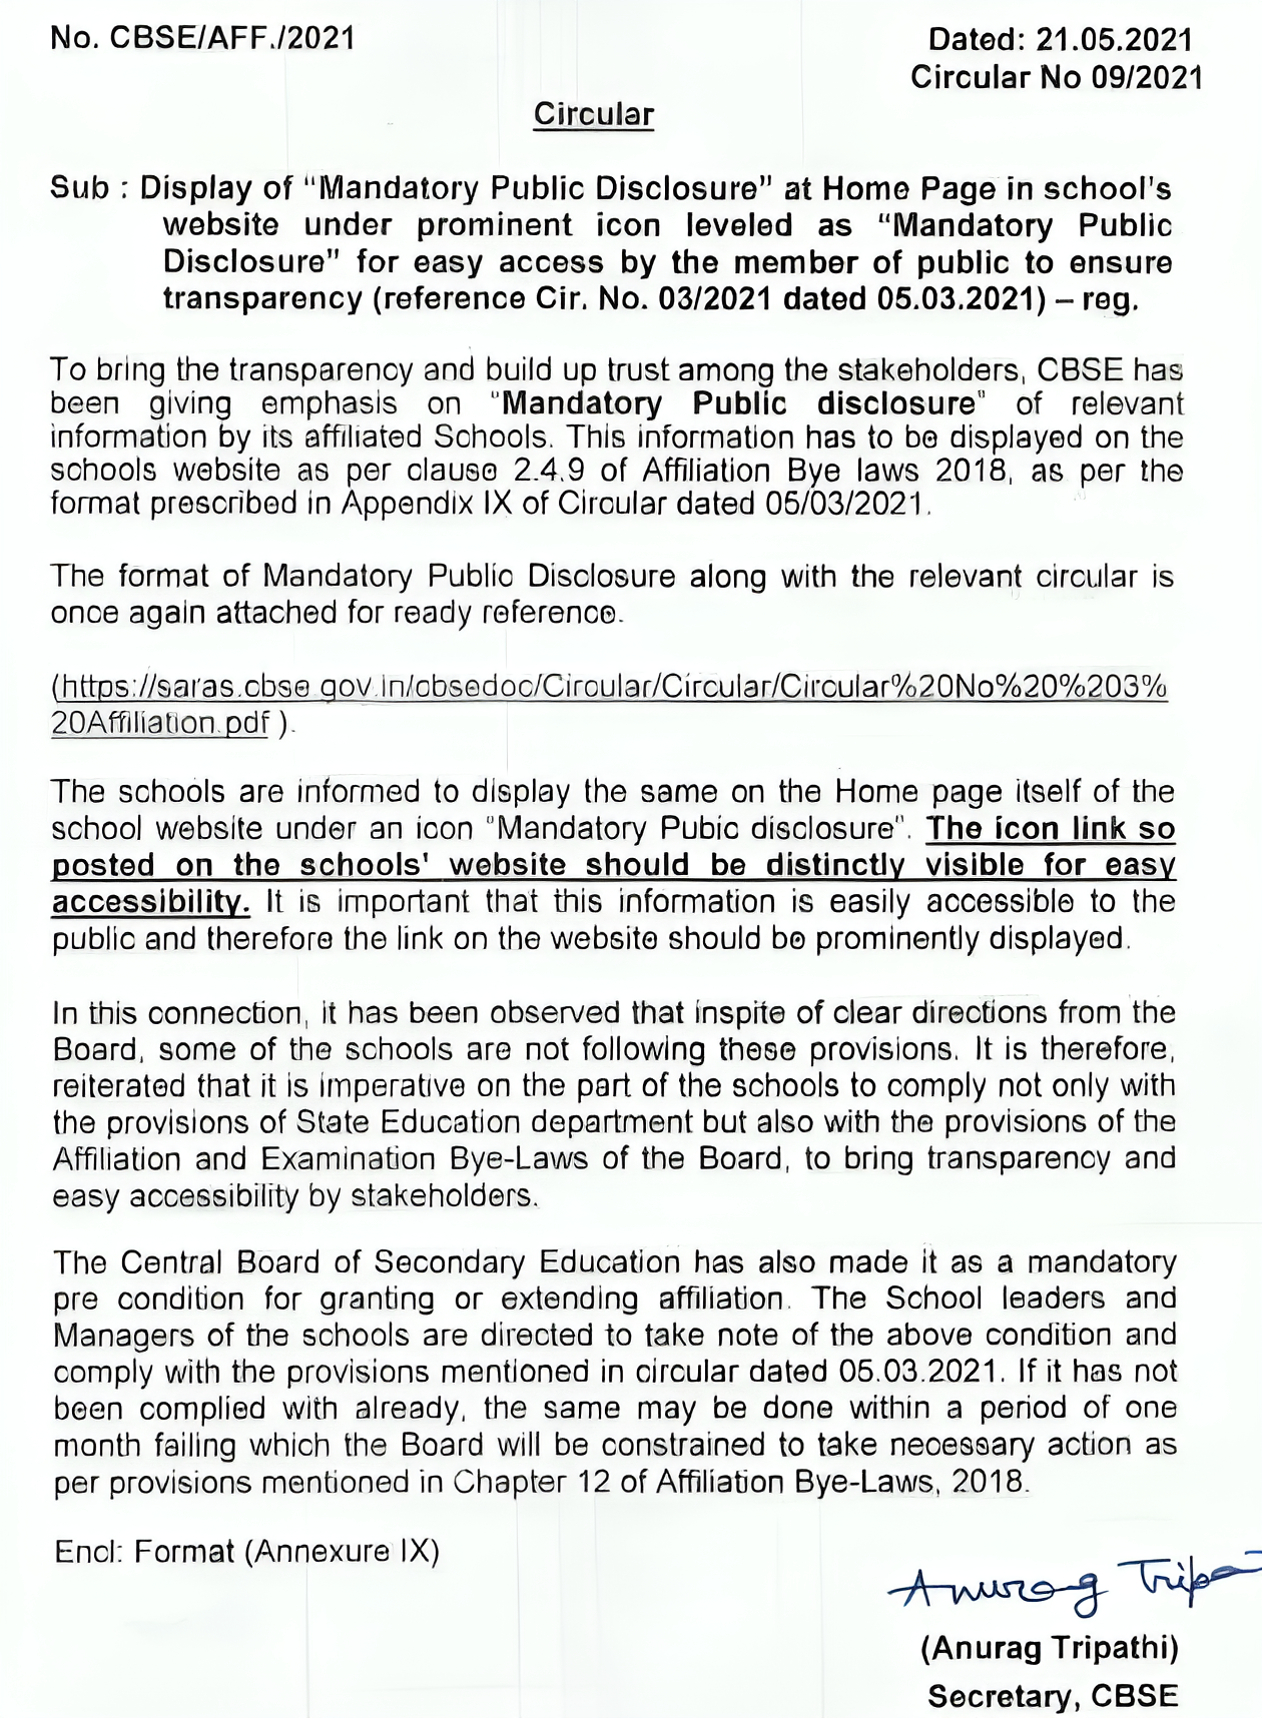 No. CBSE/AFF./2021
Dated: 21.05.2021
Circular No 09/2021
Circular
Sub : Display of "Mandatory Public Disclosure" at Home Page in school's
website under prominent icon leveled as "Mandatory Public
Disclosure" for easy access by the member of public to ensure
transparency (reference Cir. No. 03/2021 dated 05.03.2021) – reg.
To bring the transparency and build up trust among the stakeholders, CBSE has
been giving emphasis on "Mandatory Public disclosure" of relevant
information by its affiliated Schools. This information has to be displayed on the
schools website as per clause 2.4.9 of Affiliation Bye laws 2018, as per the
format prescribed in Appendix IX of Circular dated 05/03/2021.
The format of Mandatory Public Disclosure along with the relevant circular is
once again attached for ready reference.
(https://saras.cbse.gov.in/cbsedoc/Circular/Circular/Circular%20No%20%203%
20Affiliation.pdf ).
The schools are informed to display the same on the Home page itself of the
school website under an icon "Mandatory Pubic disclosure". The icon link so
posted on the schools' website should be distinctly visible for easy
accessibility. It is important that this information is easily accessible to the
public and therefore the link on the website should be prominently displayed.
In this connection, it has been observed that inspite of clear directions from the
Board, some of the schools are not following these provisions. It is therefore,
reiterated that it is imperative on the part of the schools to comply not only with
the provisions of State Education department but also with the provisions of the
Affiliation and Examination Bye-Laws of the Board, to bring transparency and
easy accessibility by stakeholders.
The Central Board of Secondary Education has also made it as a mandatory
pre condition for granting or extending affiliation. The School leaders and
Managers of the schools are directed to take note of the above condition and
comply with the provisions mentioned in circular dated 05.03.2021. If it has not
been complied with already, the same may be done within a period of one
month failing which the Board will be constrained to take necessary action as
per provisions mentioned in Chapter 12 of Affiliation Bye-Laws, 2018.
Encl: Format (Annexure IX)
Anurag Tripa
(Anurag Tripathi)
Secretary, CBSE